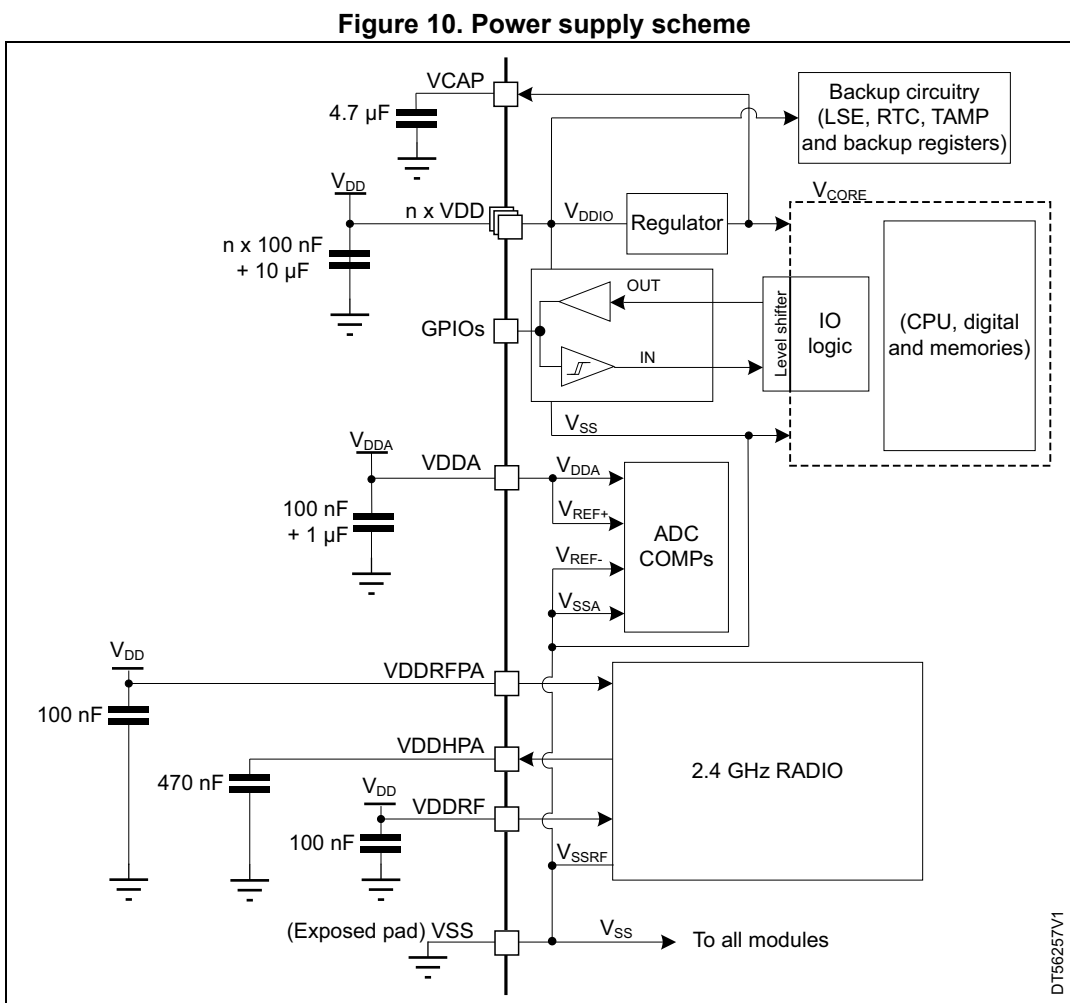 Figure 10. Power supply scheme
VCAP
4.7 µF
Backup circuitry
(LSE, RTC, TAMP
and backup registers)
VDD
n x VDD
VDDIO
Regulator
VCORE
n x 100 nF
+ 10 µF
OUT
GPIOs
IN
Level shifter
IO
logic
(CPU, digital
and memories)
VSS
VDDA
VDDA
VDDA
100 nF
+ 1 µF
VREF+
ADC
COMPs
VREF-
VSSA
VDD
VDDRFPA
100 nF
VDDHPA
470 nF
2.4 GHz RADIO
VDD
VDDRF
100 nF
VSSRF
(Exposed pad) VSS
VSS
To all modules
DT56257V1